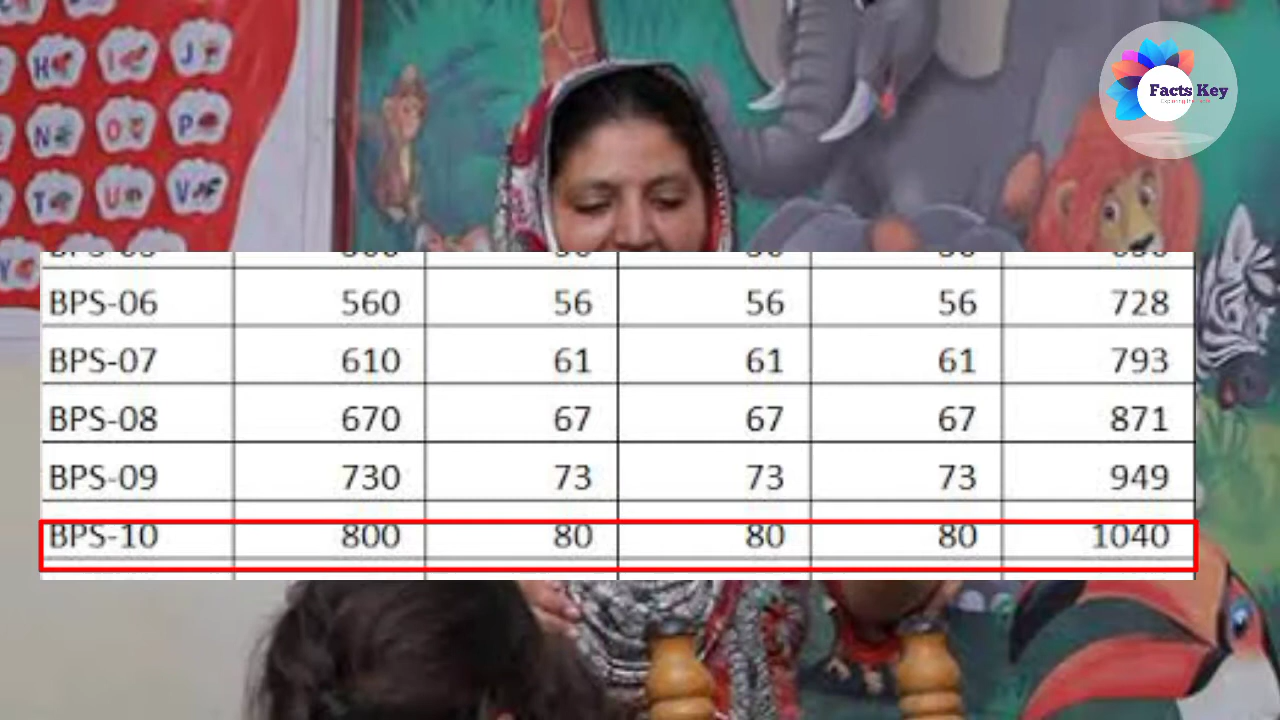 H I J
N O P
T U V
Y
Facts Key
BPS-06 560 56 56 56 728
BPS-07 610 61 61 61 793
BPS-08 670 67 67 67 871
BPS-09 730 73 73 73 949
BPS-10 800 80 80 80 1040